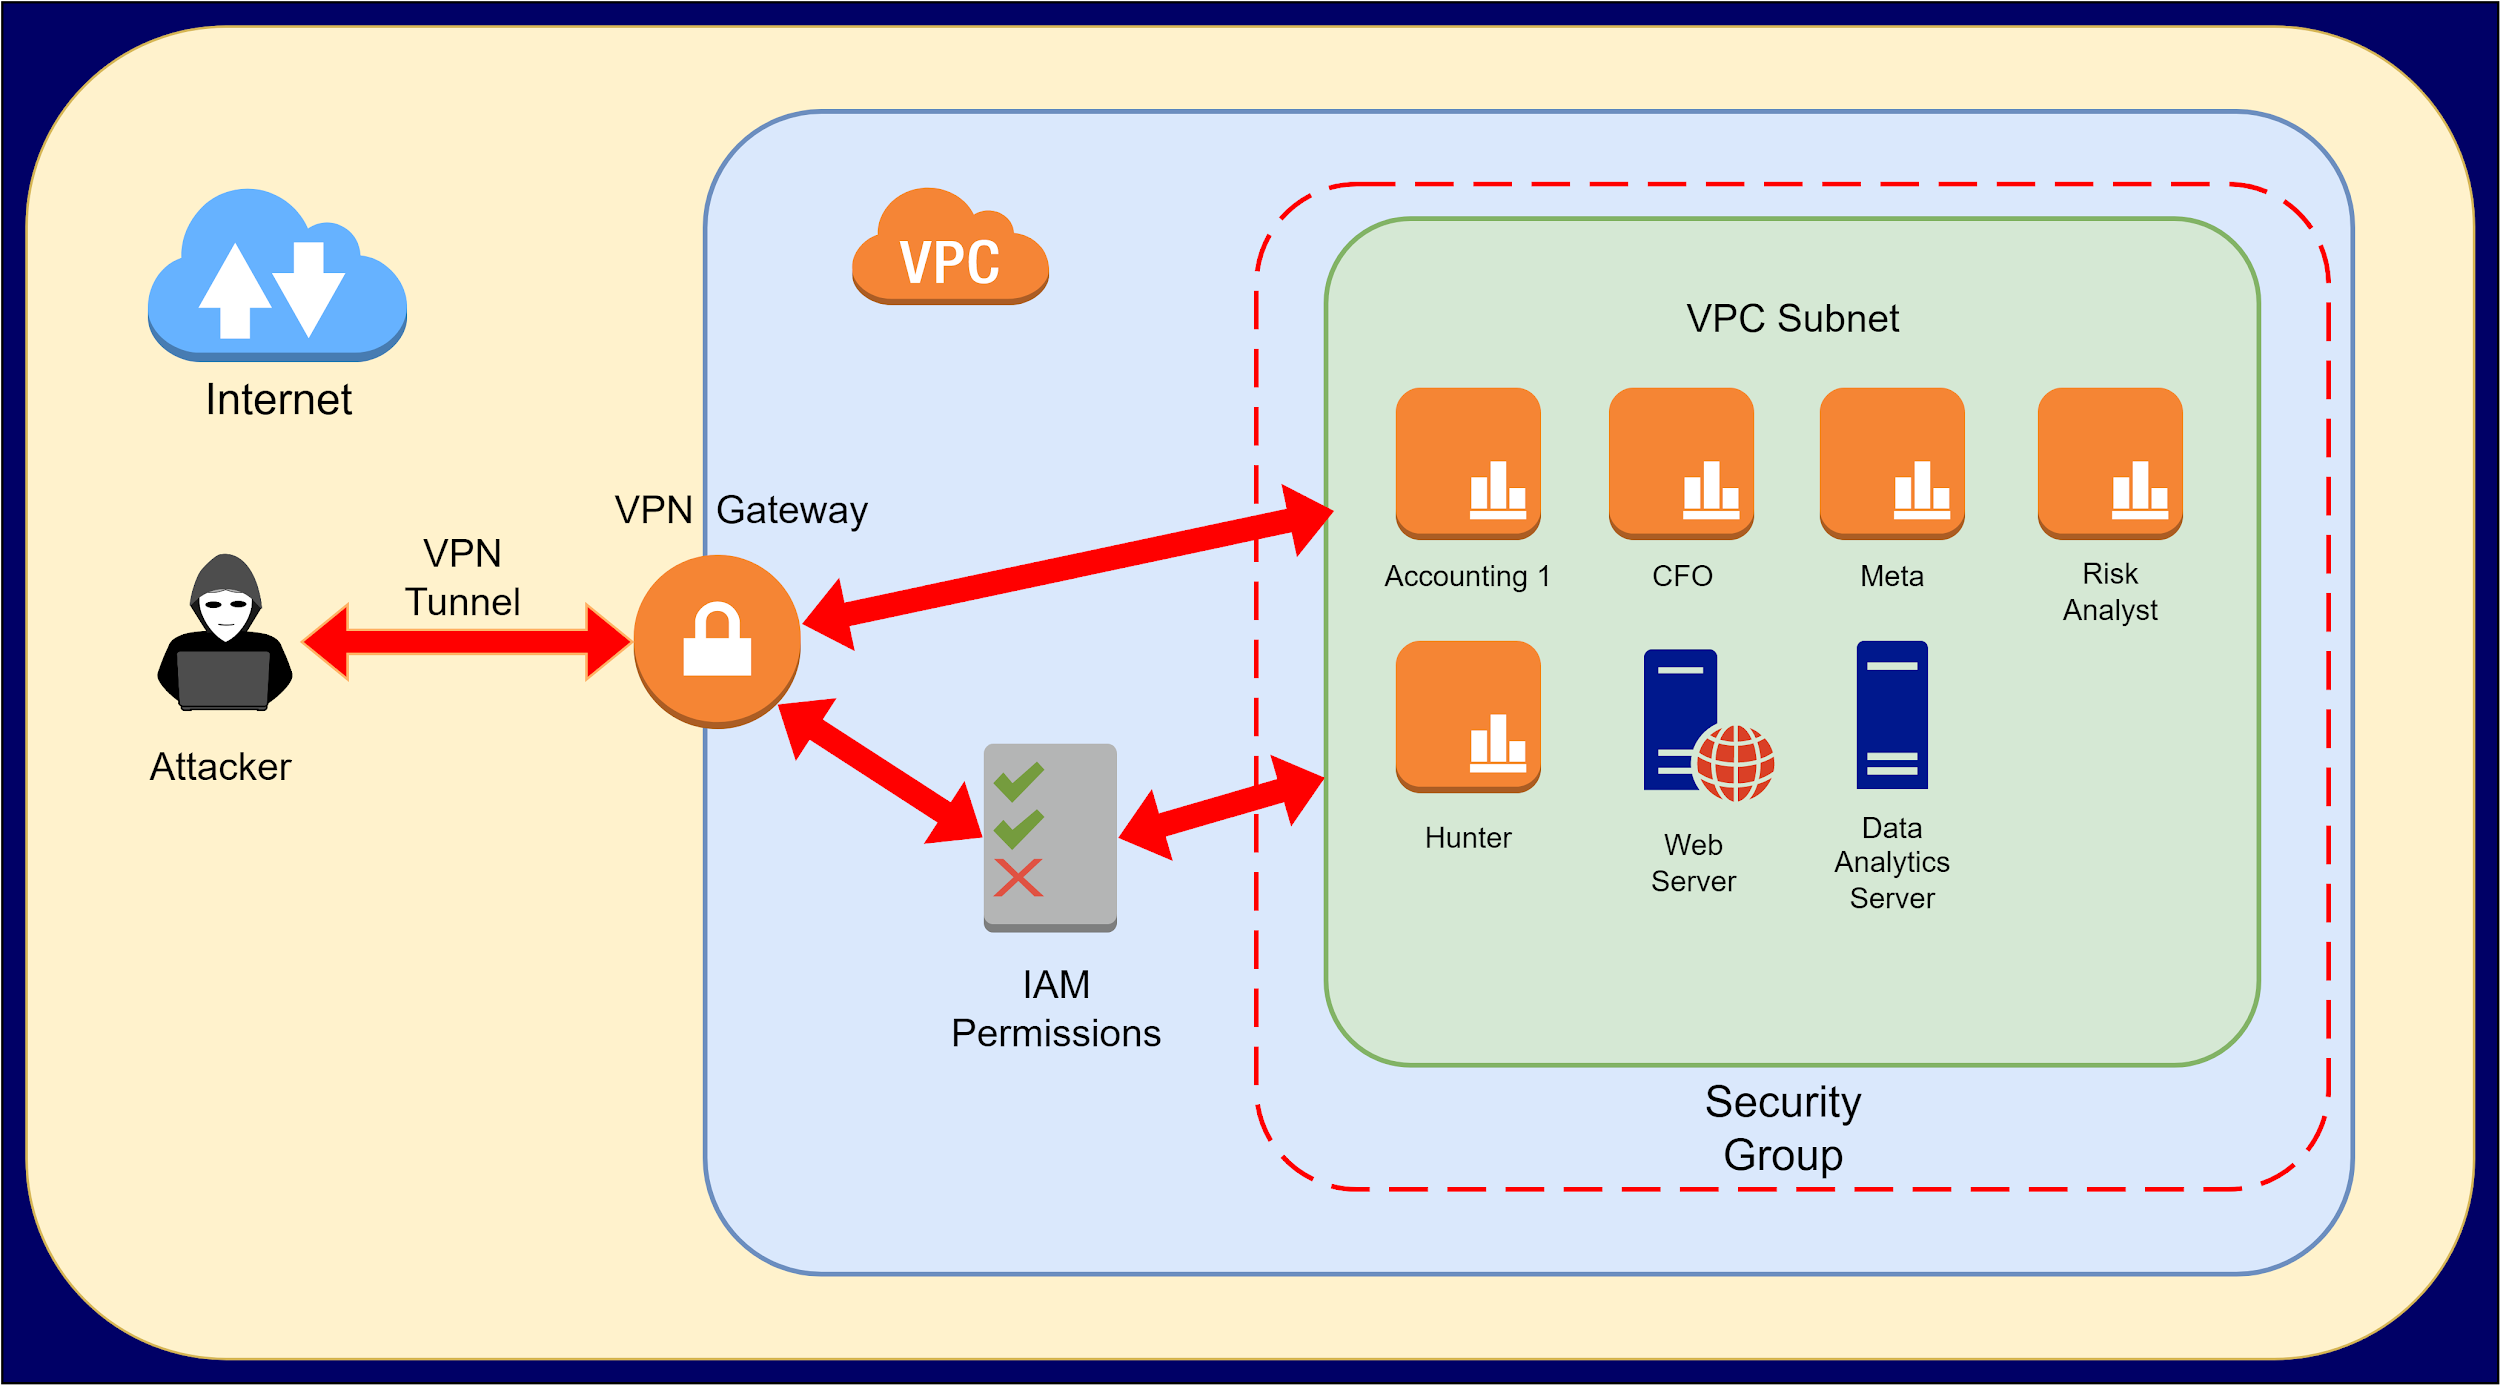 Internet
VPC
VPC Subnet
Accounting 1
CFO
Meta
Risk
Analyst
VPN Gateway
VPN
Tunnel
Attacker
Hunter
Web
Server
Data
Analytics
Server
IAM
Permissions
Security
Group